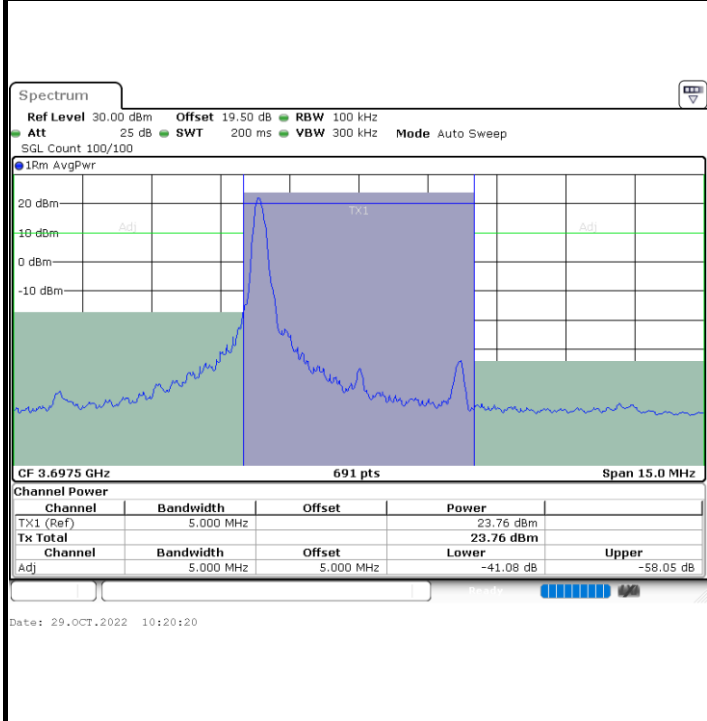 Spectrum
Ref Level 30.00 dBm Offset 19.50 dB RBW 100 kHz
Att 25 dB SWT 200 ms VBW 300 kHz Mode Auto Sweep
SGL Count 100/100
1Rm AvgPwr
20 dBm
TX1
10 dBm
Adj
Adj
0 dBm
-10 dBm
CF 3.6975 GHz 691 pts Span 15.0 MHz
Channel Power
Channel Bandwidth Offset Power
TX1 (Ref) 5.000 MHz 23.76 dBm
Tx Total 23.76 dBm
Channel Bandwidth Offset Lower Upper
Adj 5.000 MHz 5.000 MHz -41.08 dB -58.05 dB
Ready
Date: 29.OCT.2022 10:20:20